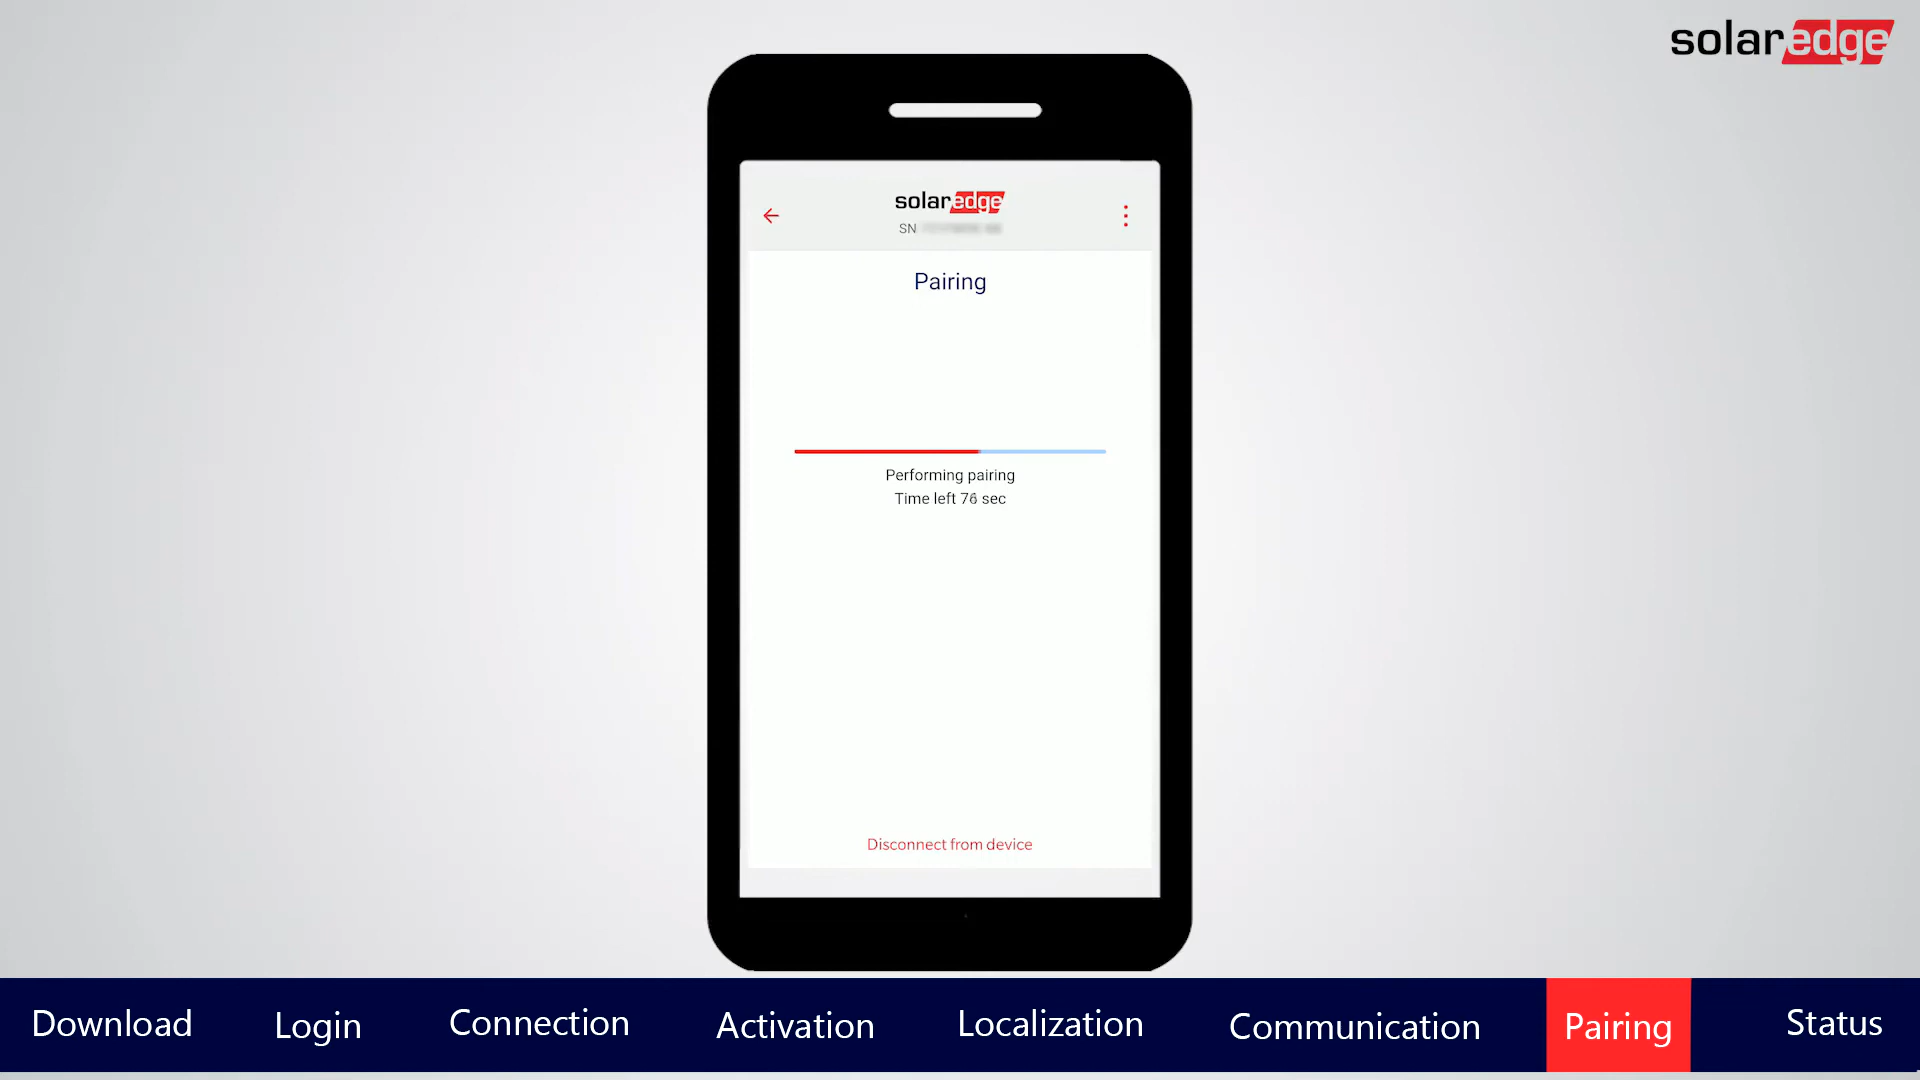 solaredge
solaredge
SN
Pairing
Performing pairing
Time left 76 sec
Disconnect from device
Download Login Connection Activation Localization Communication Pairing Status